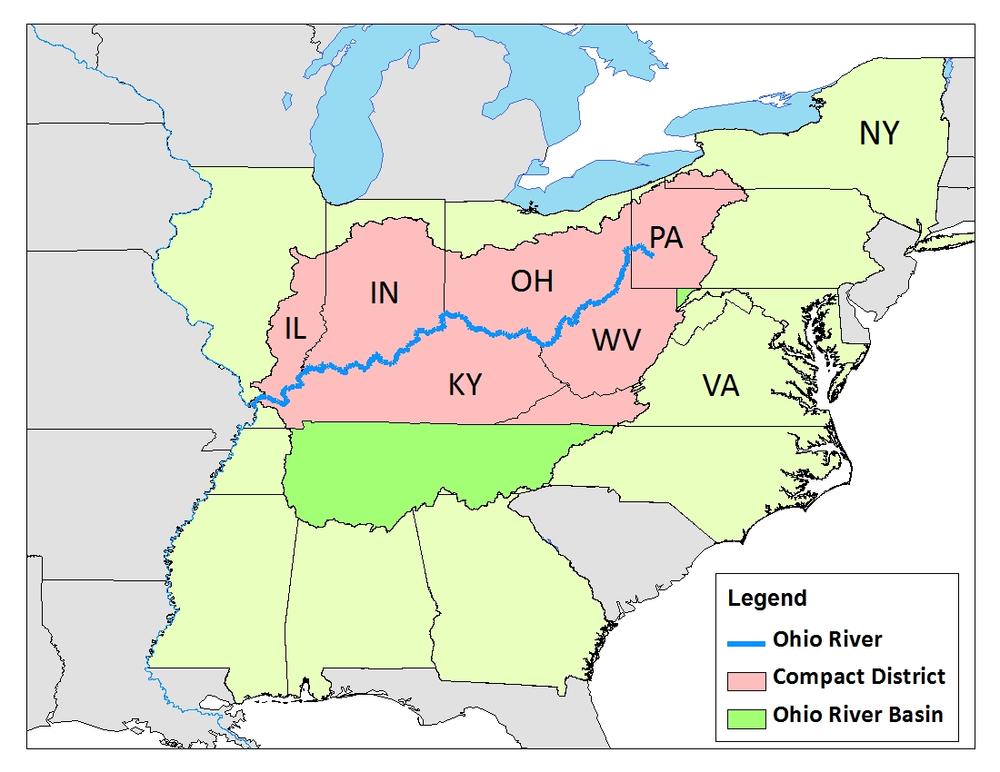 NY
PA
OH
IN
IL
WV
KY
VA
Legend
Ohio River
Compact District
Ohio River Basin